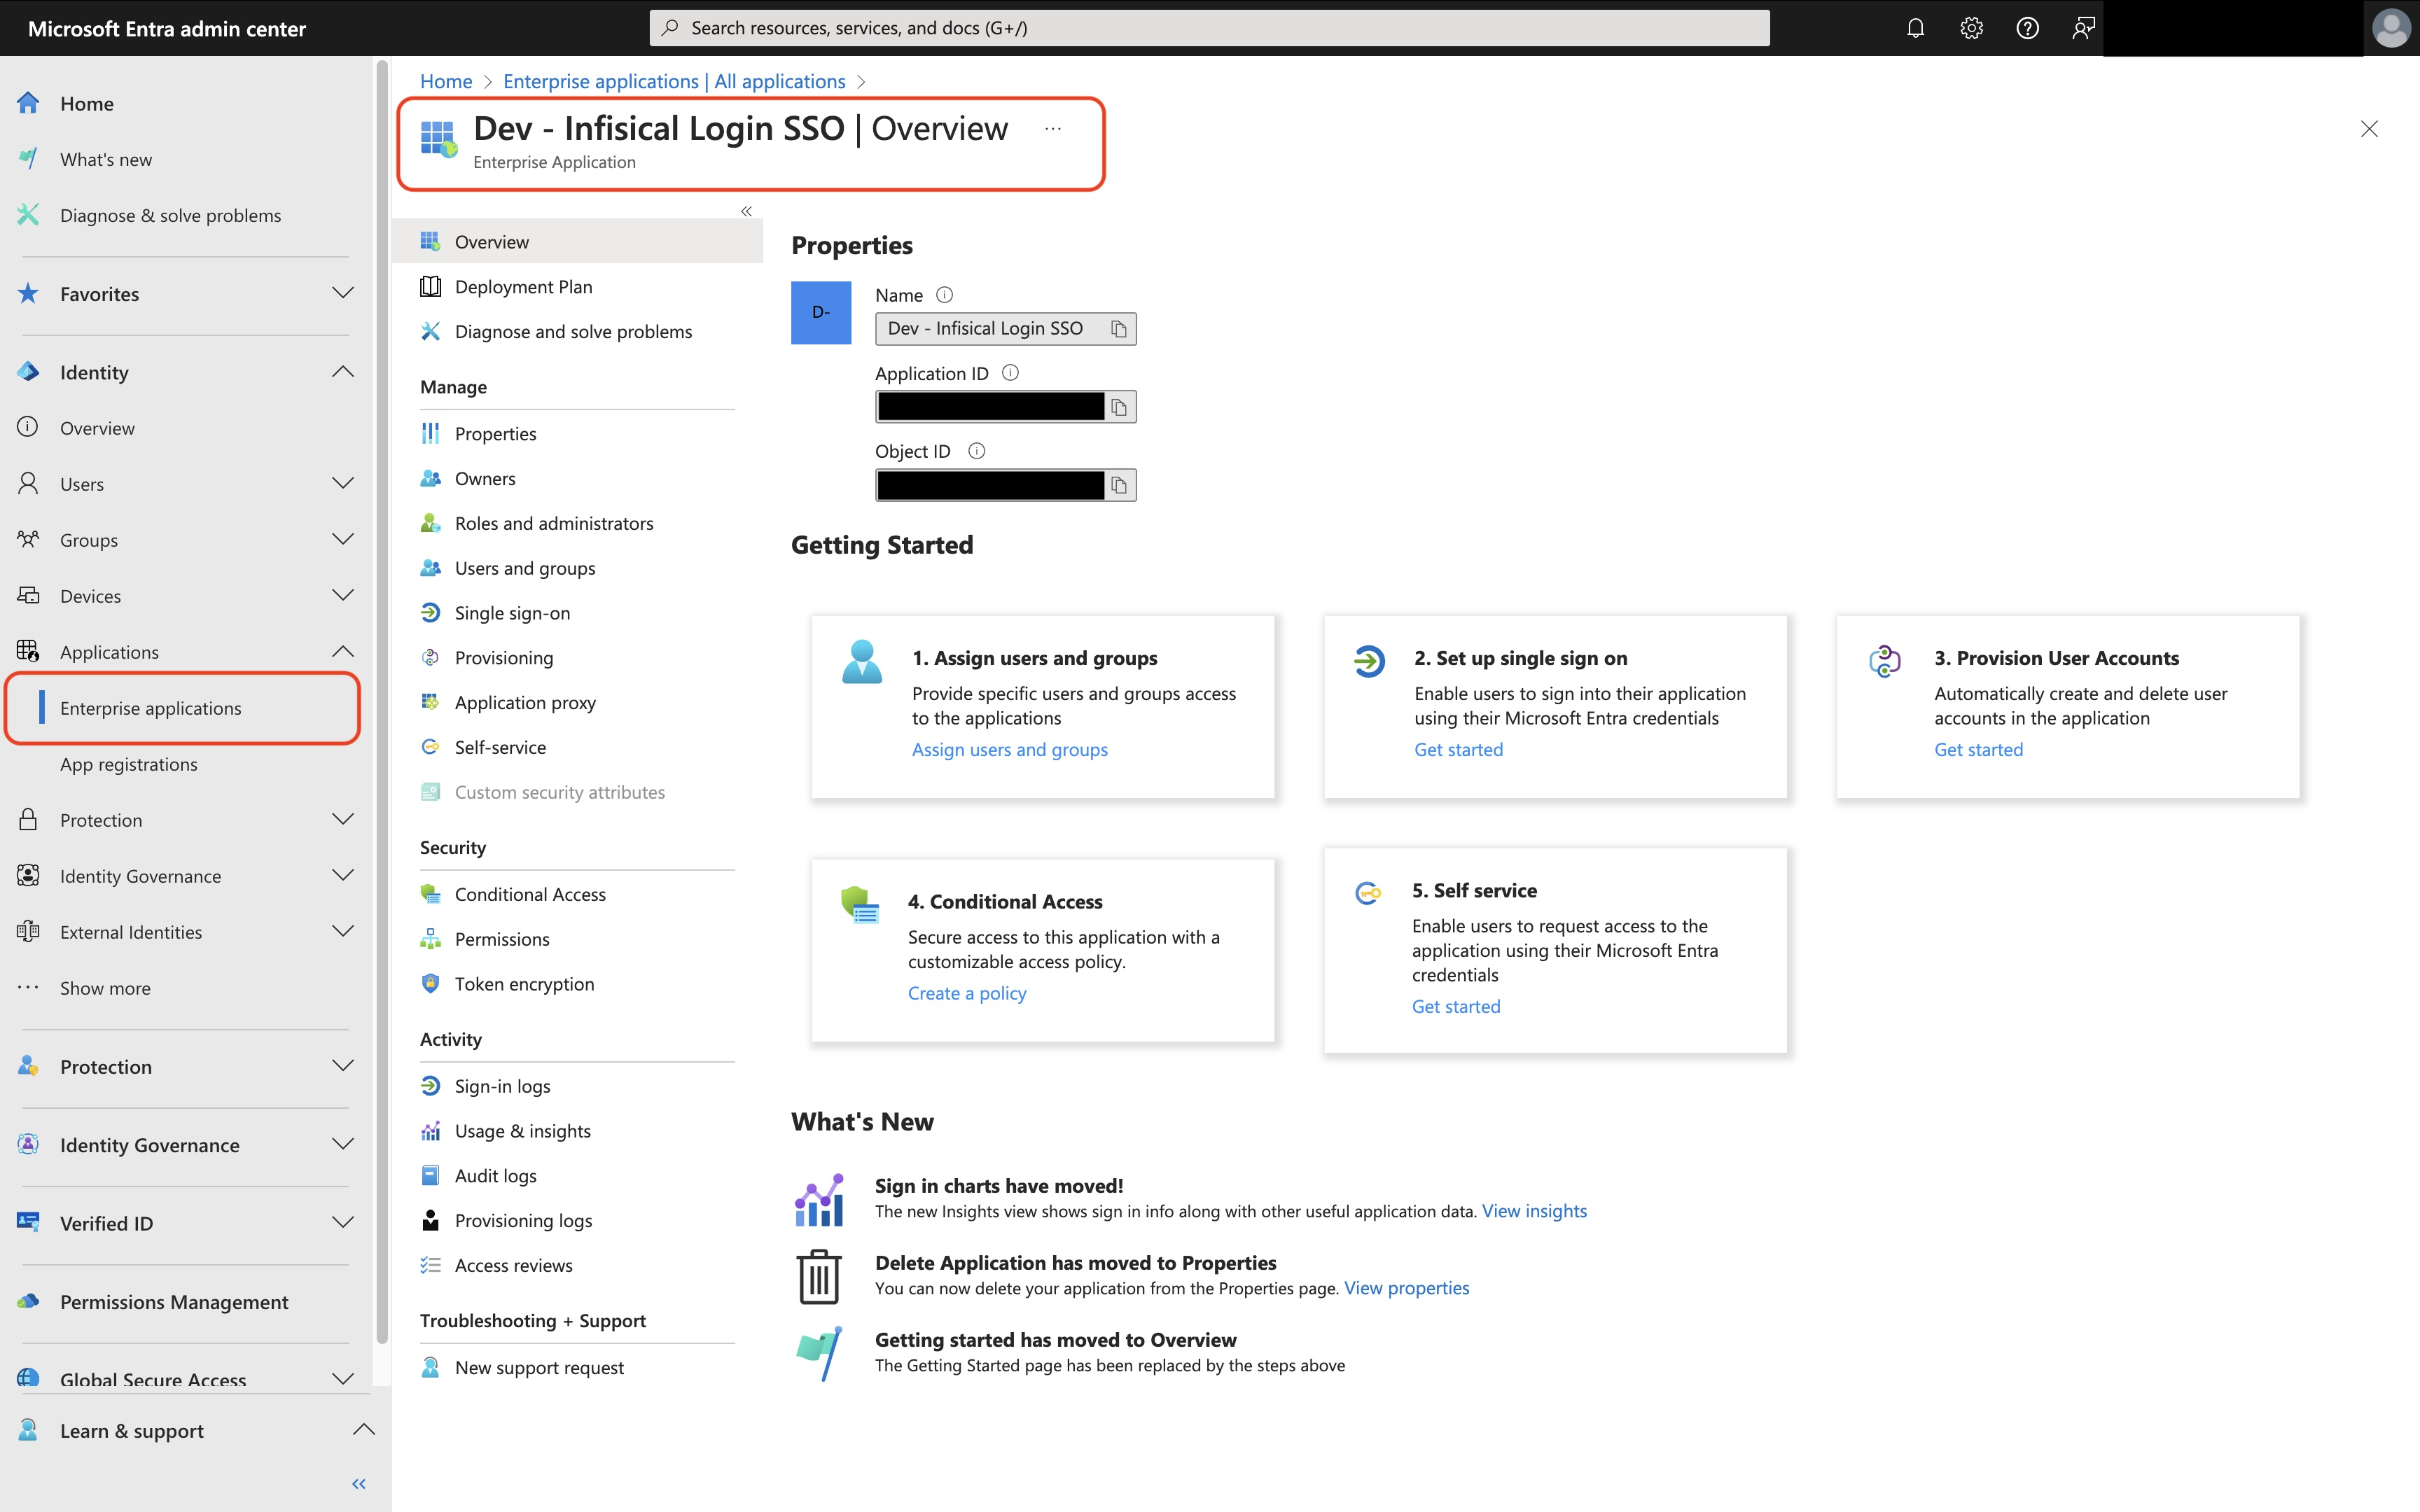 Microsoft Entra admin center
Search resources, services, and docs (G+/)
Home
What's new
Diagnose & solve problems
Favorites
Identity
Overview
Users
Groups
Devices
Applications
Enterprise applications
App registrations
Protection
Identity Governance
External Identities
Show more
Protection
Identity Governance
Verified ID
Permissions Management
Global Secure Access
Learn & support
Home > Enterprise applications | All applications >
Dev - Infisical Login SSO | Overview ...
Enterprise Application
Overview
Deployment Plan
Diagnose and solve problems
Manage
Properties
Owners
Roles and administrators
Users and groups
Single sign-on
Provisioning
Application proxy
Self-service
Custom security attributes
Security
Conditional Access
Permissions
Token encryption
Activity
Sign-in logs
Usage & insights
Audit logs
Provisioning logs
Access reviews
Troubleshooting + Support
New support request
Properties
D-
Name
Dev - Infisical Login SSO
Application ID
Object ID
Getting Started
1. Assign users and groups
Provide specific users and groups access
to the applications
Assign users and groups
2. Set up single sign on
Enable users to sign into their application
using their Microsoft Entra credentials
Get started
3. Provision User Accounts
Automatically create and delete user
accounts in the application
Get started
4. Conditional Access
Secure access to this application with a
customizable access policy.
Create a policy
5. Self service
Enable users to request access to the
application using their Microsoft Entra
credentials
Get started
What's New
Sign in charts have moved!
The new Insights view shows sign in info along with other useful application data. View insights
Delete Application has moved to Properties
You can now delete your application from the Properties page. View properties
Getting started has moved to Overview
The Getting Started page has been replaced by the steps above